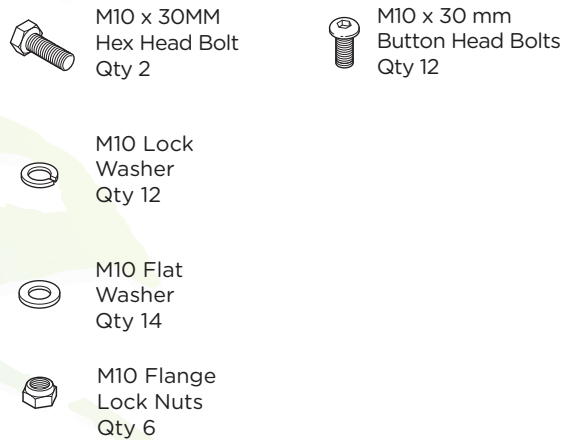 M10 x 30MM
Hex Head Bolt
Qty 2
M10 x 30 mm
Button Head Bolts
Qty 12
M10 Lock
Washer
Qty 12
M10 Flat
Washer
Qty 14
M10 Flange
Lock Nuts
Qty 6